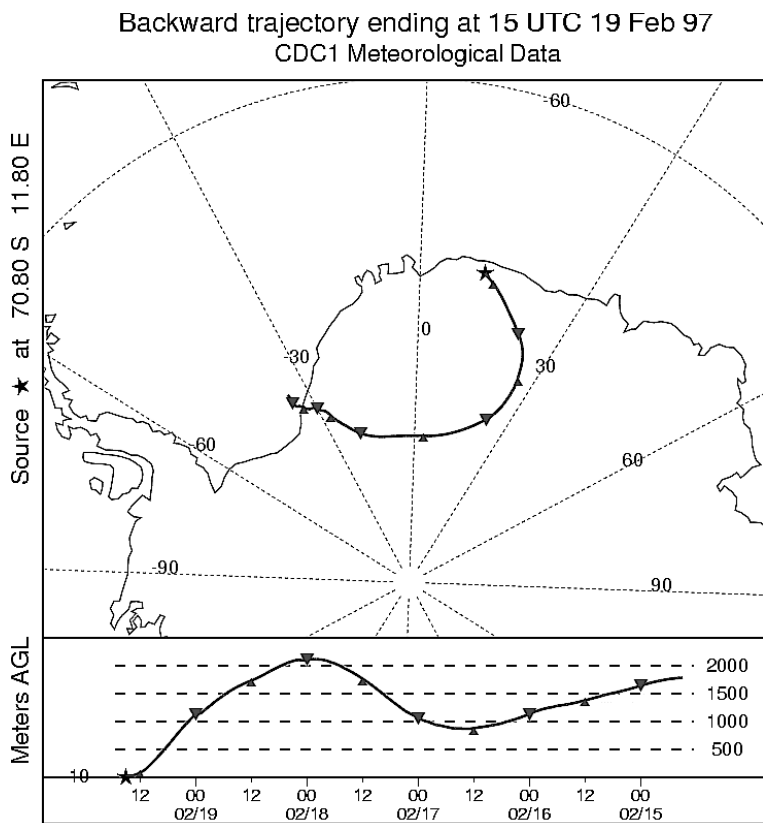 Backward trajectory ending at 15 UTC 19 Feb 97
CDC1 Meteorological Data
Source ★ at 70.80 S 11.80 E
-60
0
-30
30
-60
60
-90
90
Meters AGL
2000
1500
1000
500
10
12 00 12 00 12 00 12 00 12 00
02/19 02/18 02/17 02/16 02/15